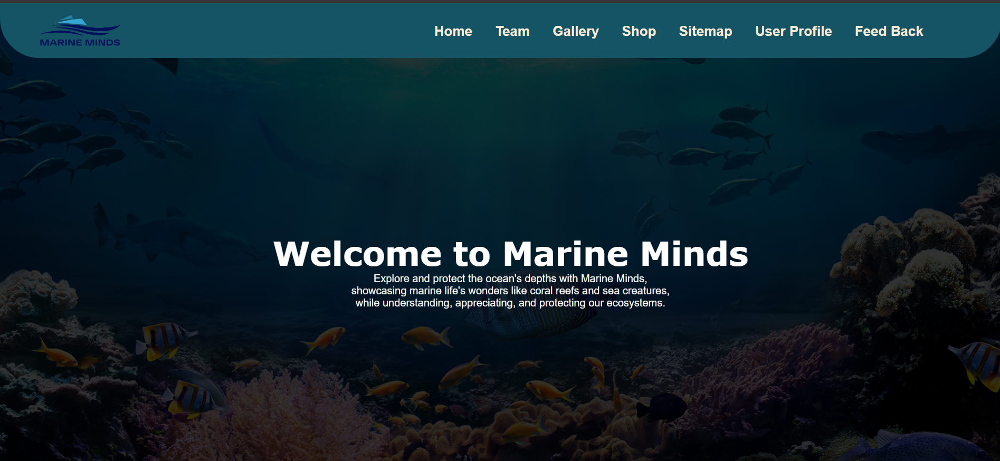 MARINE MINDS
Home Team Gallery Shop Sitemap User Profile Feed Back
Welcome to Marine Minds
Explore and protect the ocean's depths with Marine Minds,
showcasing marine life's wonders like coral reefs and sea creatures,
while understanding, appreciating, and protecting our ecosystems.